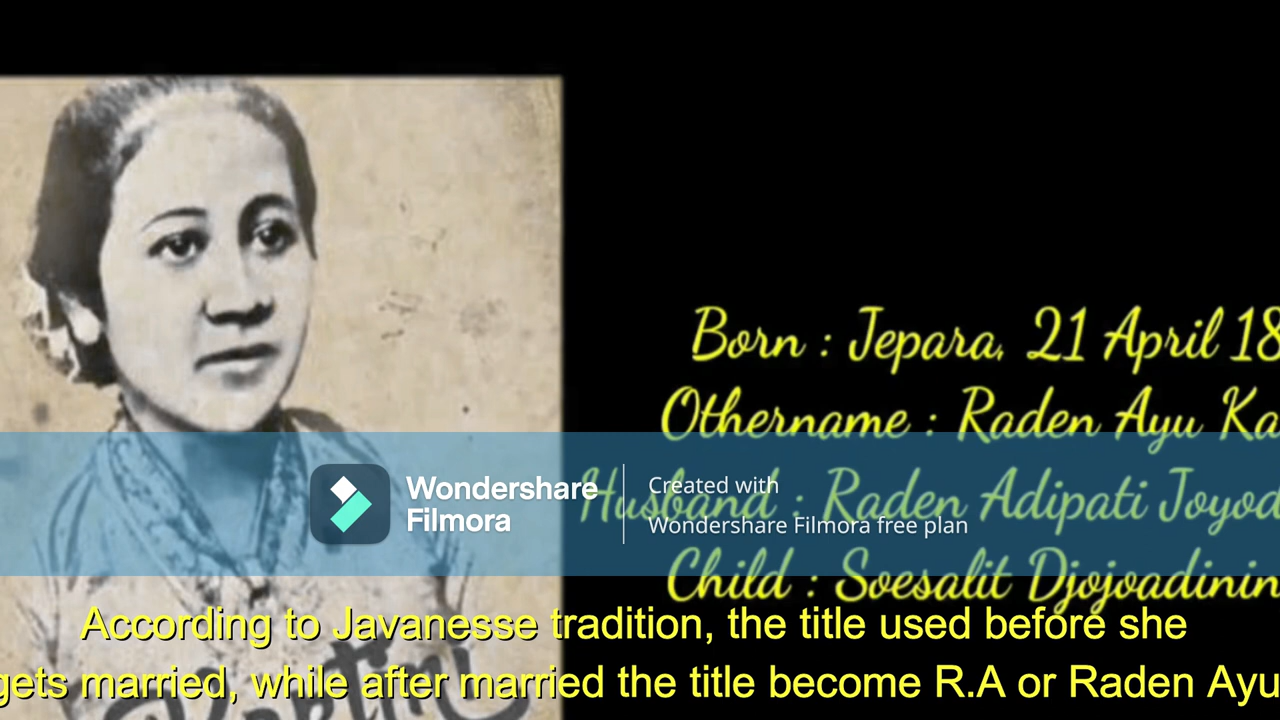 Born : Jepara, 21 April 18
Othername : Raden Ayu Ka
Husband : Raden Adipati Joyod
Child : Soesalit Djojoadinin
Wondershare
Filmora
Created with
Wondershare Filmora free plan
According to Javanesse tradition, the title used before she
gets married, while after married the title become R.A or Raden Ayu
Kartini